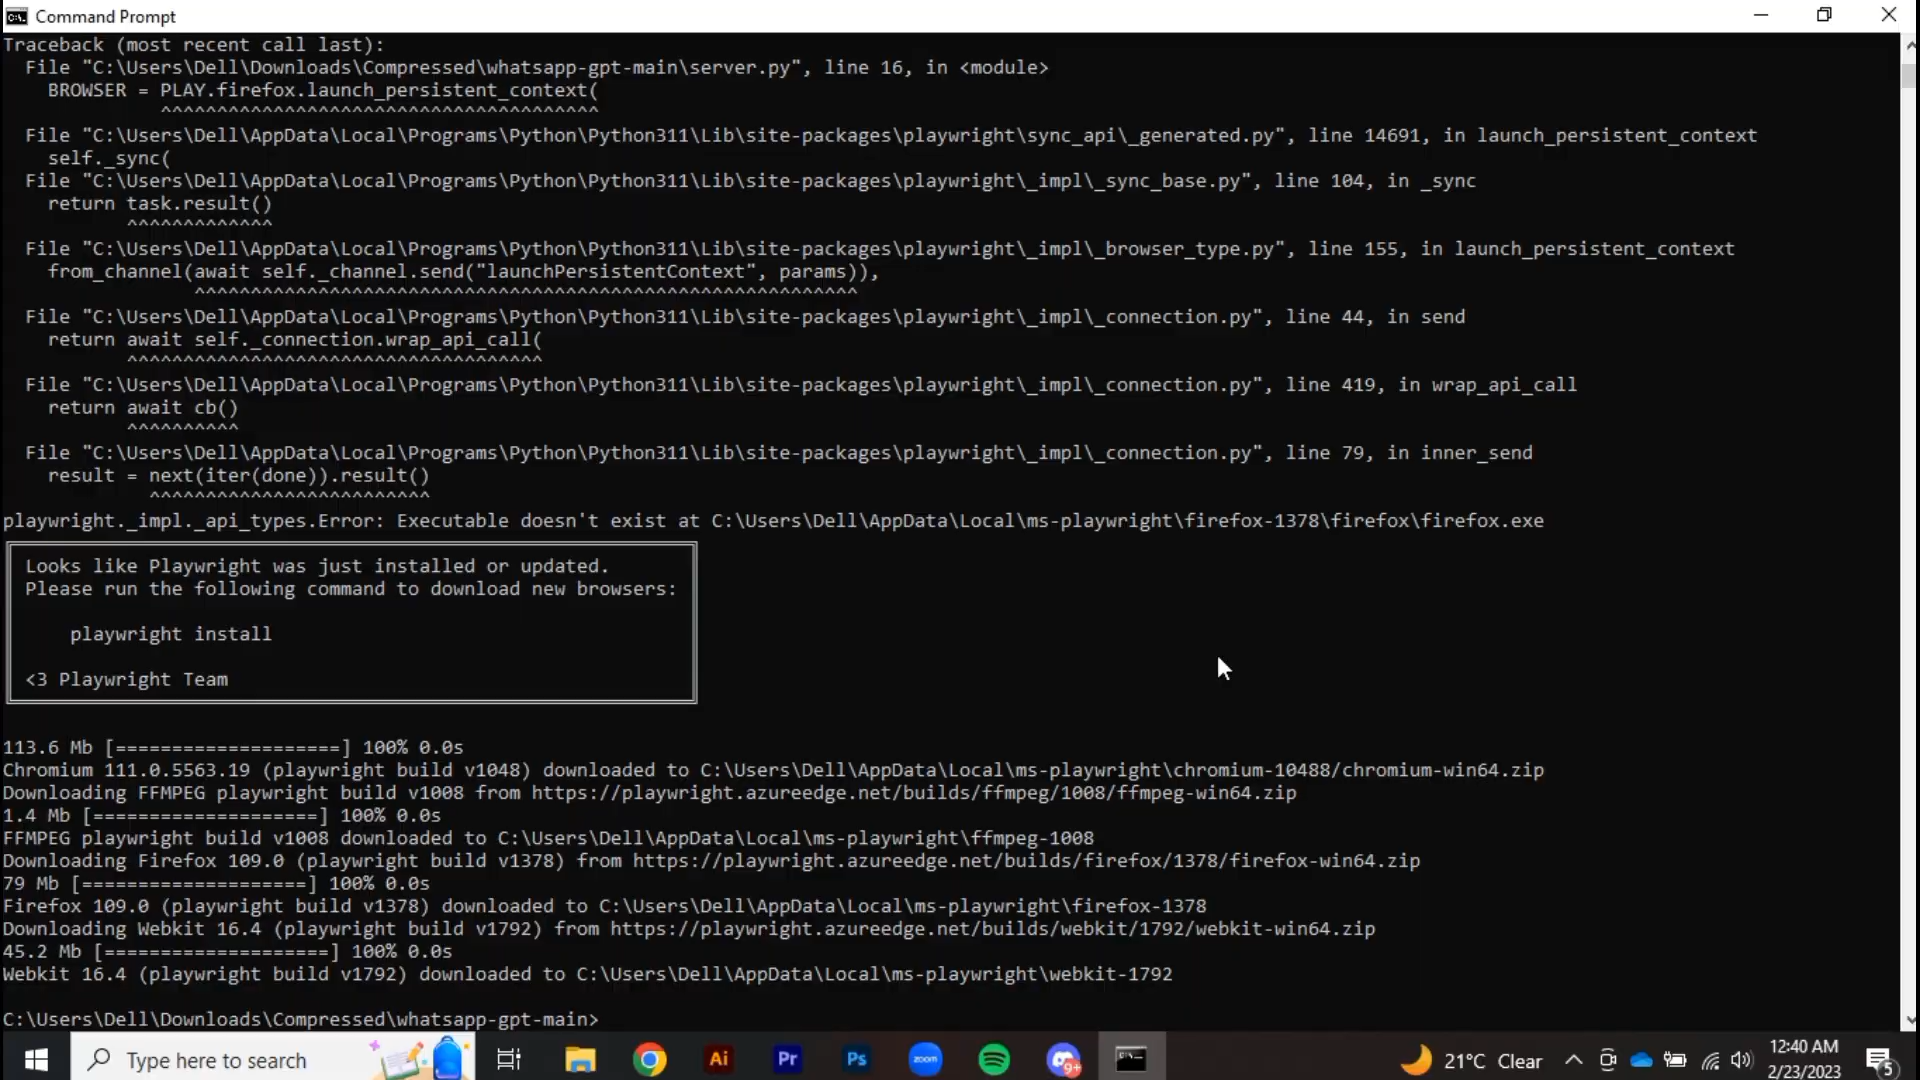 Command Prompt
Traceback (most recent call last):
File "C:\Users\Dell\Downloads\Compressed\whatsapp-gpt-main\server.py", line 16, in <module>
BROWSER = PLAY.firefox.launch_persistent_context(
^^^^^^^^^^^^^^^^^^^^^^^^^^^^^^^^^^^^^^^
File "C:\Users\Dell\AppData\Local\Programs\Python\Python311\Lib\site-packages\playwright\sync_api\_generated.py", line 14691, in launch_persistent_context
self._sync(
File "C:\Users\Dell\AppData\Local\Programs\Python\Python311\Lib\site-packages\playwright\_impl\_sync_base.py", line 104, in _sync
return task.result()
^^^^^^^^^^^^^
File "C:\Users\Dell\AppData\Local\Programs\Python\Python311\Lib\site-packages\playwright\_impl\_browser_type.py", line 155, in launch_persistent_context
from_channel(await self._channel.send("launchPersistentContext", params)),
^^^^^^^^^^^^^^^^^^^^^^^^^^^^^^^^^^^^^^^^^^^^^^^^^^^^^^^^^^^
File "C:\Users\Dell\AppData\Local\Programs\Python\Python311\Lib\site-packages\playwright\_impl\_connection.py", line 44, in send
return await self._connection.wrap_api_call(
^^^^^^^^^^^^^^^^^^^^^^^^^^^^^^^^^^^^^
File "C:\Users\Dell\AppData\Local\Programs\Python\Python311\Lib\site-packages\playwright\_impl\_connection.py", line 419, in wrap_api_call
return await cb()
^^^^^^^^^^
File "C:\Users\Dell\AppData\Local\Programs\Python\Python311\Lib\site-packages\playwright\_impl\_connection.py", line 79, in inner_send
result = next(iter(done)).result()
^^^^^^^^^^^^^^^^^^^^^^^^^
playwright._impl._api_types.Error: Executable doesn't exist at C:\Users\Dell\AppData\Local\ms-playwright\firefox-1378\firefox\firefox.exe
Looks like Playwright was just installed or updated.
Please run the following command to download new browsers:
playwright install
<3 Playwright Team
113.6 Mb [====================] 100% 0.0s
Chromium 111.0.5563.19 (playwright build v1048) downloaded to C:\Users\Dell\AppData\Local\ms-playwright\chromium-10488/chromium-win64.zip
Downloading FFMPEG playwright build v1008 from https://playwright.azureedge.net/builds/ffmpeg/1008/ffmpeg-win64.zip
1.4 Mb [====================] 100% 0.0s
FFMPEG playwright build v1008 downloaded to C:\Users\Dell\AppData\Local\ms-playwright\ffmpeg-1008
Downloading Firefox 109.0 (playwright build v1378) from https://playwright.azureedge.net/builds/firefox/1378/firefox-win64.zip
79 Mb [====================] 100% 0.0s
Firefox 109.0 (playwright build v1378) downloaded to C:\Users\Dell\AppData\Local\ms-playwright\firefox-1378
Downloading Webkit 16.4 (playwright build v1792) from https://playwright.azureedge.net/builds/webkit/1792/webkit-win64.zip
45.2 Mb [====================] 100% 0.0s
Webkit 16.4 (playwright build v1792) downloaded to C:\Users\Dell\AppData\Local\ms-playwright\webkit-1792
C:\Users\Dell\Downloads\Compressed\whatsapp-gpt-main>
Type here to search
Ai
Pr
Ps
zoom
9+
21°C Clear
12:40 AM
2/23/2023
5